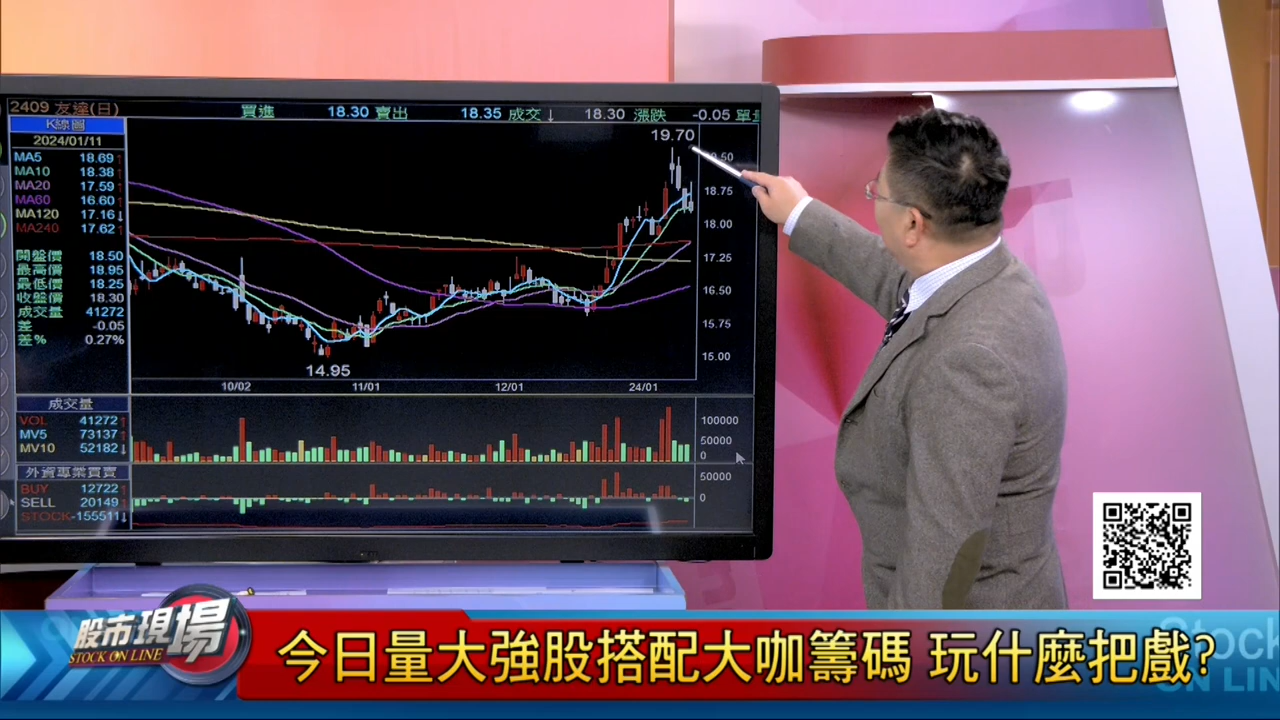 2409 友達(日)
買進 18.30 賣出 18.35 成交↓ 18.30 漲跌 -0.05 單量
K線圖
2024/01/11
MA5 18.69↑
MA10 18.38↑
MA20 17.59↑
MA60 16.60↑
MA120 17.16↓
MA240 17.62↑
開盤價 18.50
最高價 18.95
最低價 18.25
收盤價 18.30
成交量 41272
差 -0.05
差% 0.27%
19.70
14.95
19.50
18.75
18.00
17.25
16.50
15.75
15.00
10/02 11/01 12/01 24/01
成交量
VOL 41272↑
MV5 73137↑
MV10 52182↓
100000
50000
0
外資專業買賣
BUY 12722↑
SELL 20149↑
STOCK-155511↓
50000
0
股市現場
STOCK ON LINE
今日量大強股搭配大咖籌碼 玩什麼把戲?
Stock
ON LIN